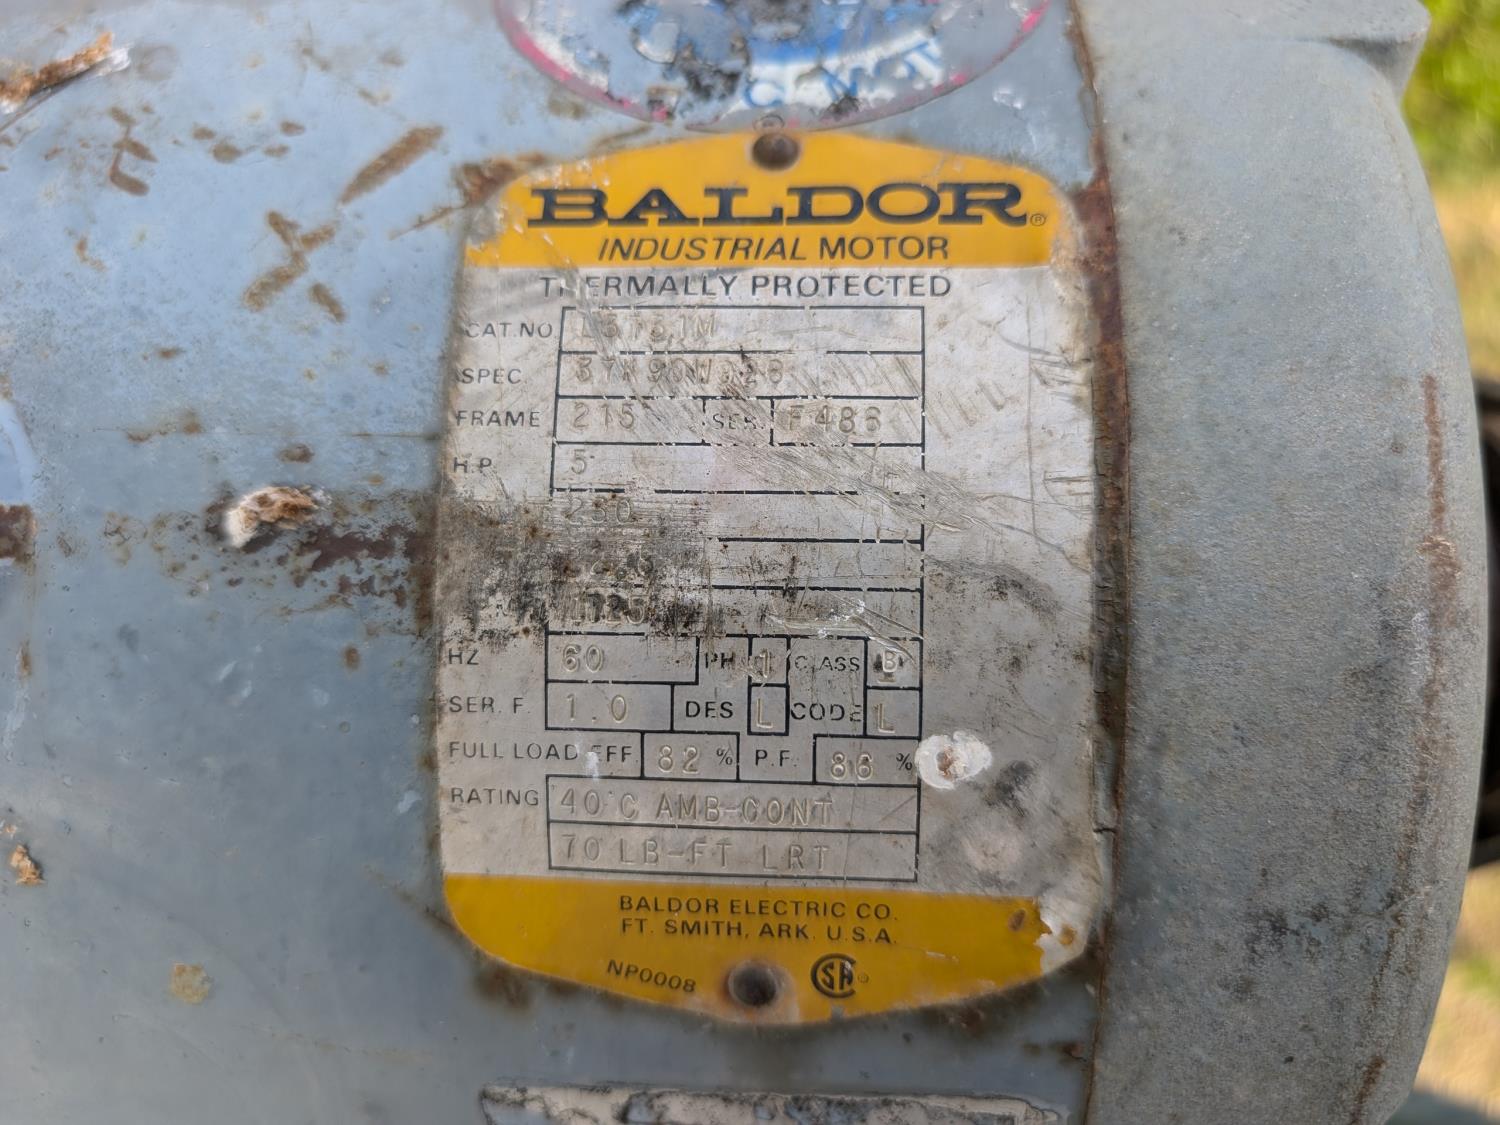 BALDOR®
INDUSTRIAL MOTOR
THERMALLY PROTECTED
CAT.NO
SPEC.
FRAME 215 SER. F486
H.P. 5
230
1725
HZ 60 PH 1 CLASS B
SER. F. 1.0 DES L CODE L
FULL LOAD EFF 82 % P.F. 86 %
RATING 40°C AMB-CONT
70 LB-FT LRT
BALDOR ELECTRIC CO.
FT. SMITH, ARK. U.S.A.
NP0008 SA®